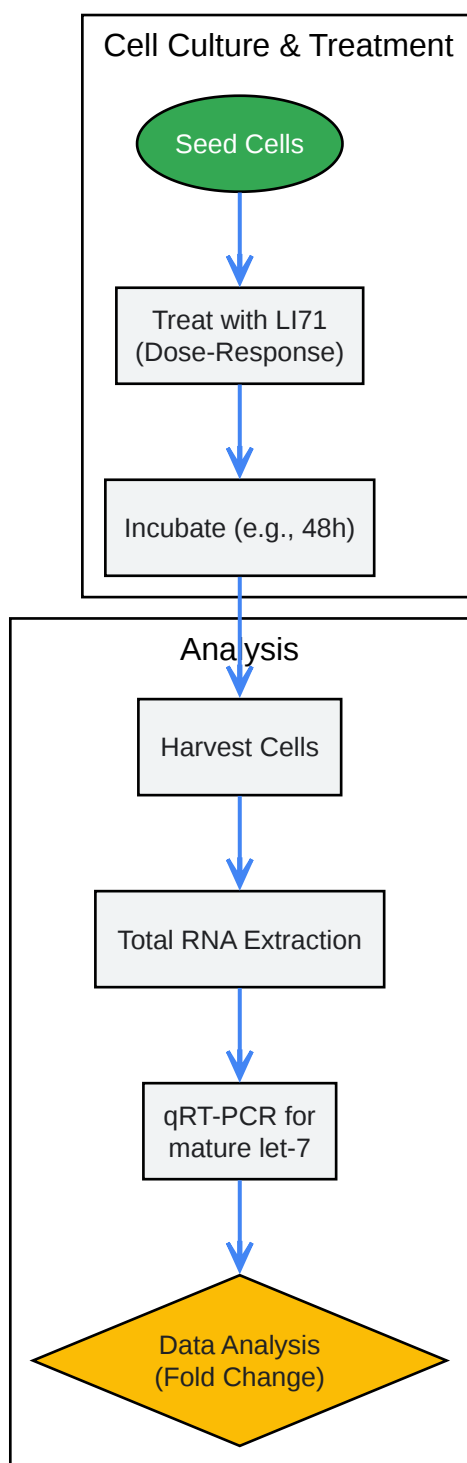 Cell Culture & Treatment
Seed Cells
Treat with LI71
(Dose-Response)
Incubate (e.g., 48h)
Analysis
Harvest Cells
Total RNA Extraction
qRT-PCR for
mature let-7
Data Analysis
(Fold Change)